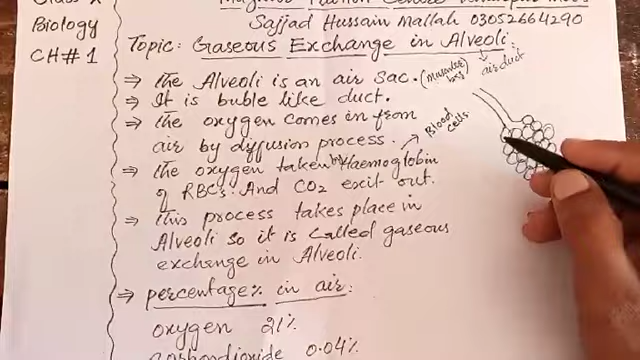 Class X
Biology
CH# 1
Sajjad Hussain Mallah 03052664290
Topic: Gaseous Exchange in Alveoli:
air duct
⇒ the Alveoli is an air sac.
⇒ It is buble like duct.
⇒ the oxygen comes in from
air by diffusion process.
Blood cells
⇒ the oxygen taken by Haemoglobin
of RBCs. And CO2 excit out.
⇒ this process takes place in
Alveoli so it is called gaseous
exchange in Alveoli.
⇒ percentage% in air:
oxygen 21%
0.04%